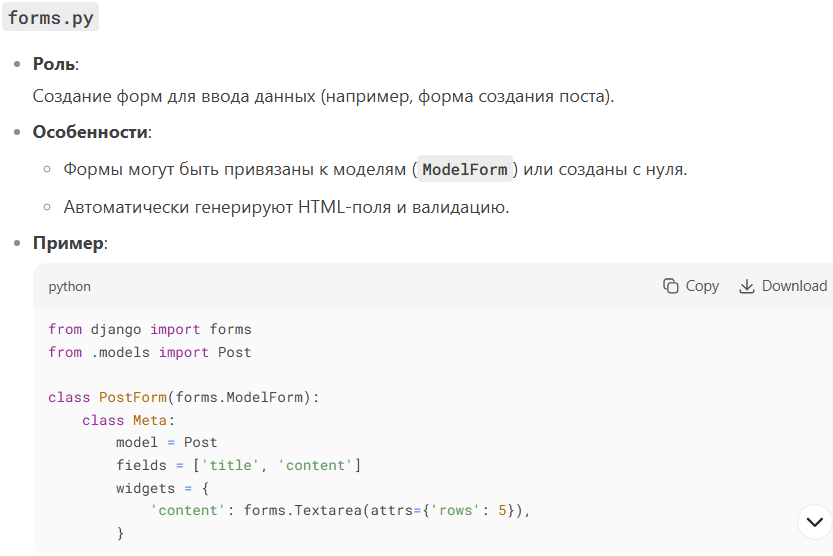 forms.py
Роль:
Создание форм для ввода данных (например, форма создания поста).
Особенности:
Формы могут быть привязаны к моделям (ModelForm) или созданы с нуля.
Автоматически генерируют HTML-поля и валидацию.
Пример:
python Copy Download
from django import forms
from .models import Post

class PostForm(forms.ModelForm):
    class Meta:
        model = Post
        fields = ['title', 'content']
        widgets = {
            'content': forms.Textarea(attrs={'rows': 5}),
        }